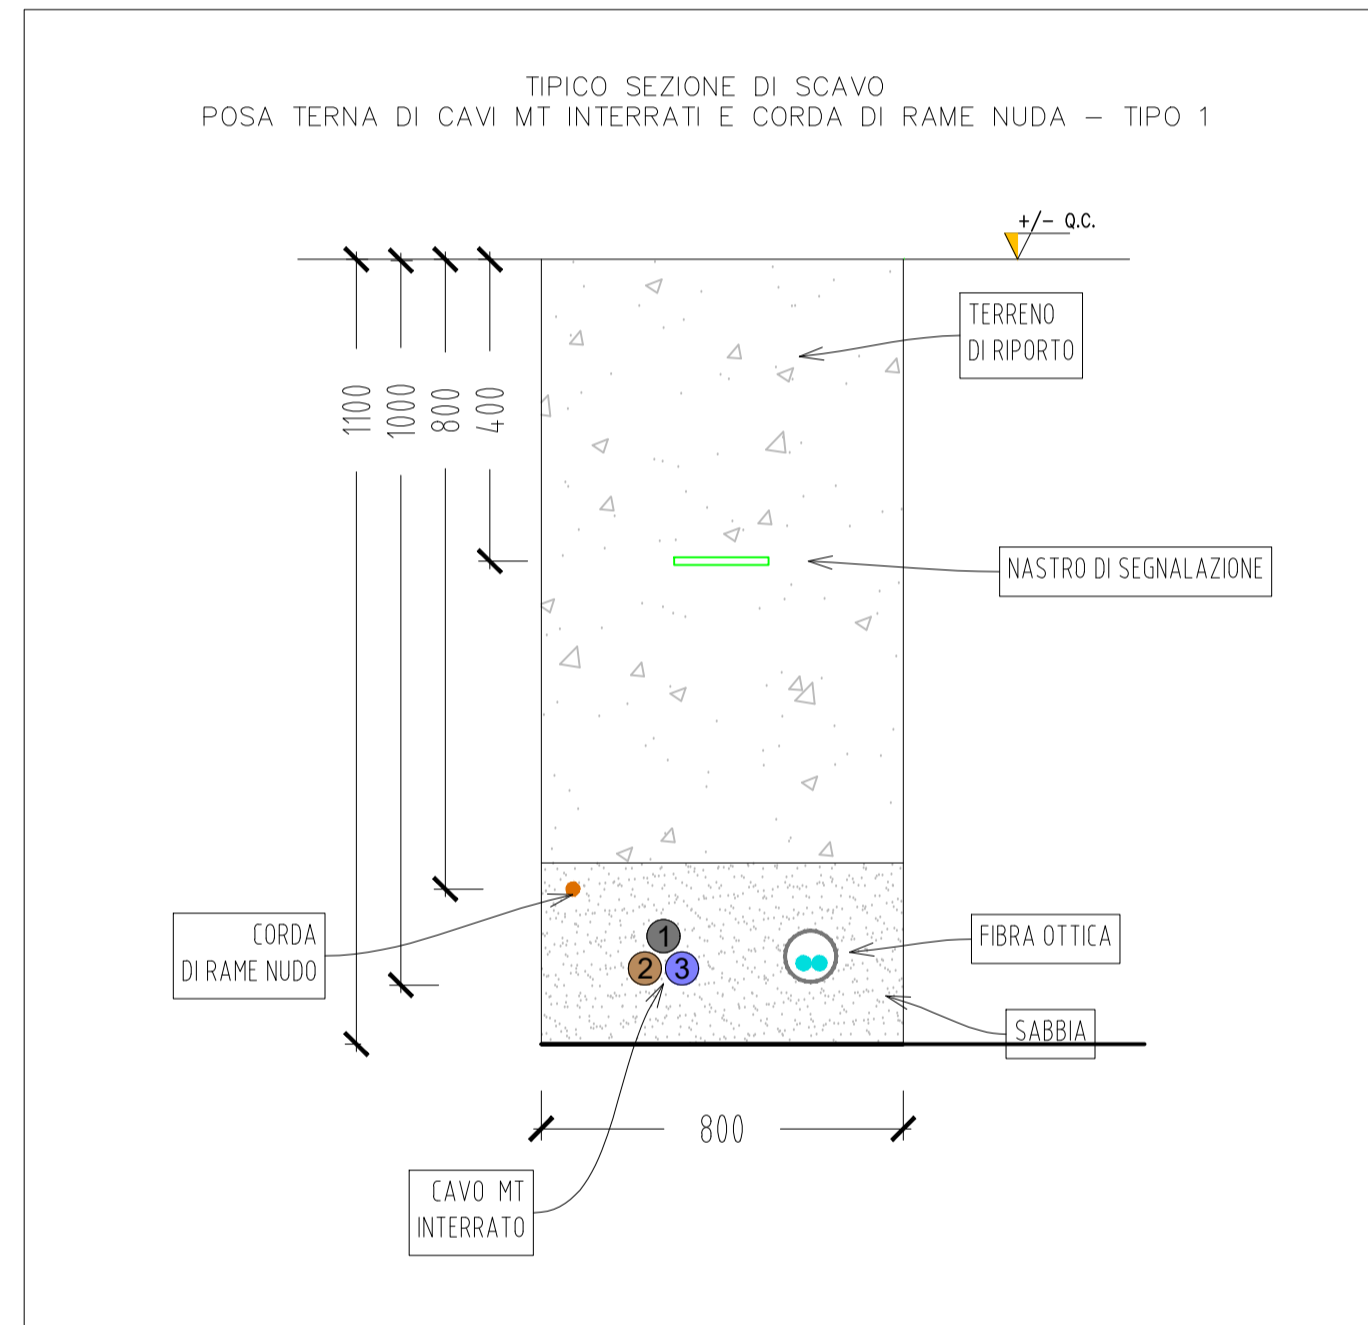 TIPICO SEZIONE DI SCAVO
POSA TERNA DI CAVI MT INTERRATI E CORDA DI RAME NUDA – TIPO 1
+/- Q.C.
TERRENO
DI RIPORTO
1100
1000
800
400
NASTRO DI SEGNALAZIONE
CORDA
DI RAME NUDO
1
2
3
FIBRA OTTICA
SABBIA
800
CAVO MT
INTERRATO